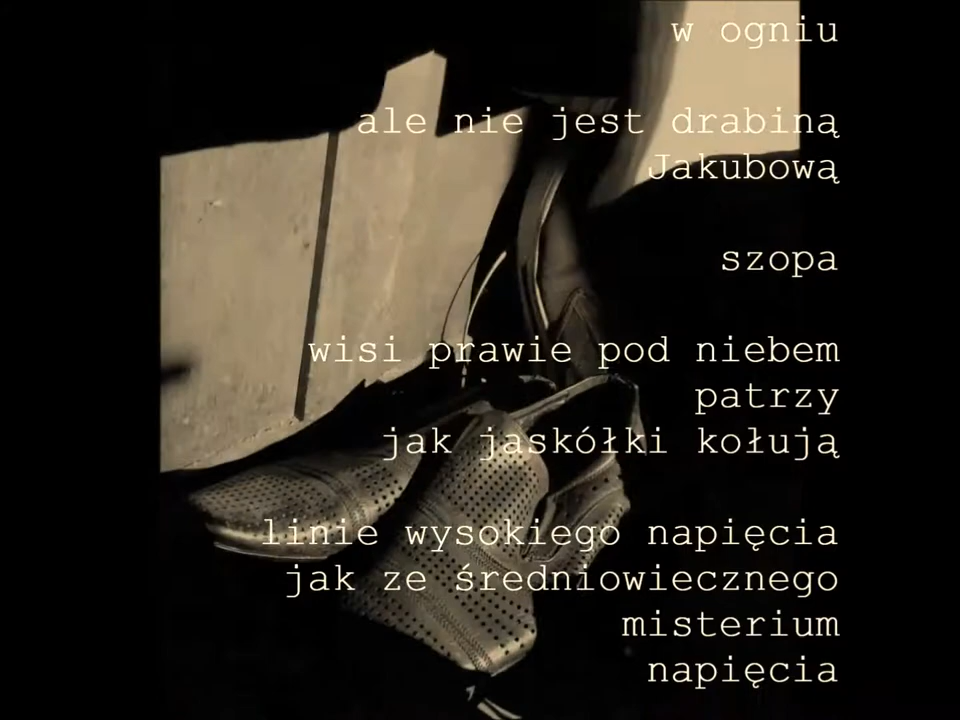 w ogniu
ale nie jest drabiną
Jakubową
szopa
wisi prawie pod niebem
patrzy
jak jaskółki kołują
linie wysokiego napięcia
jak ze średniowiecznego
misterium
napięcia